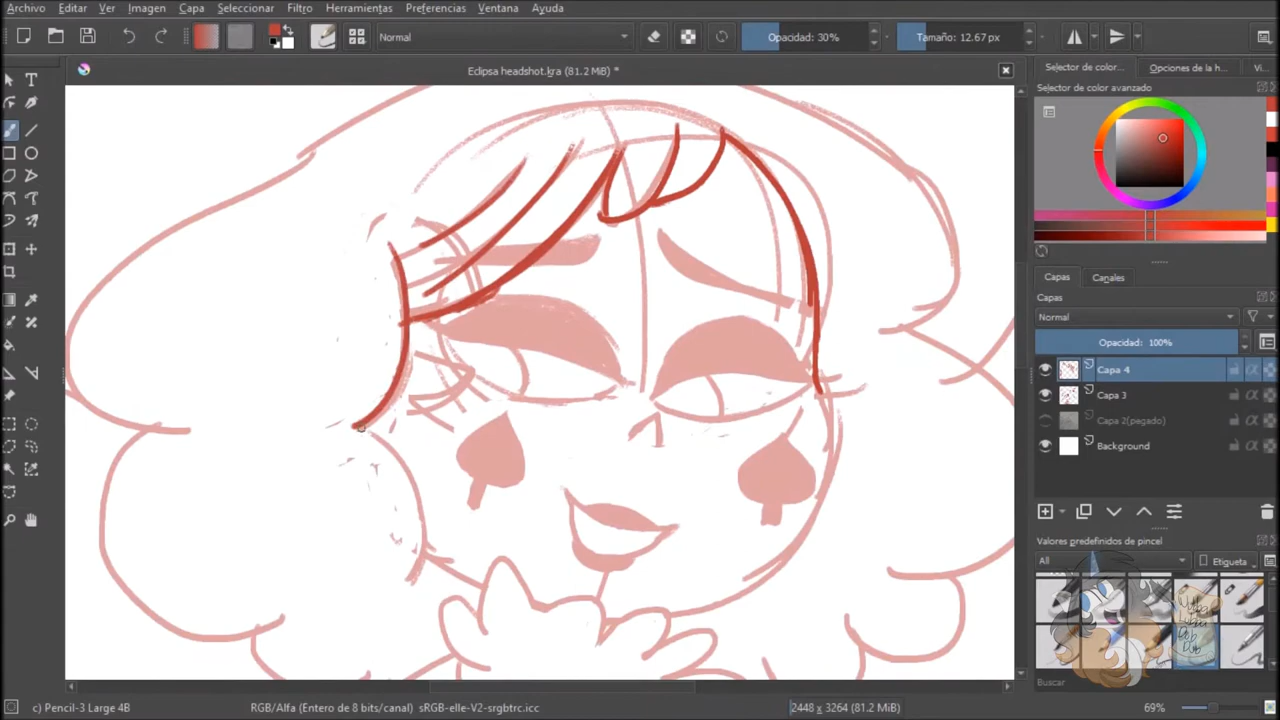 Archivo Editar Ver Imagen Capa Seleccionar Filtro Herramientas Preferencias Ventana Ayuda
Normal Opacidad: 30% Tamaño: 12.67 px
Eclipsa headshot.kra (81.2 MiB) *
Selector de color... Opciones de la h... Vi...
Selector de color avanzado
Capas Canales
Capas
Normal
Opacidad: 100%
Capa 4
Capa 3
Capa 2(pegado)
Background
Valores predefinidos de pincel
All Etiqueta
Buscar
c) Pencil-3 Large 4B RGB/Alfa (Entero de 8 bits/canal) sRGB-elle-V2-srgbtrc.icc 2448 x 3264 (81.2 MiB) 69%